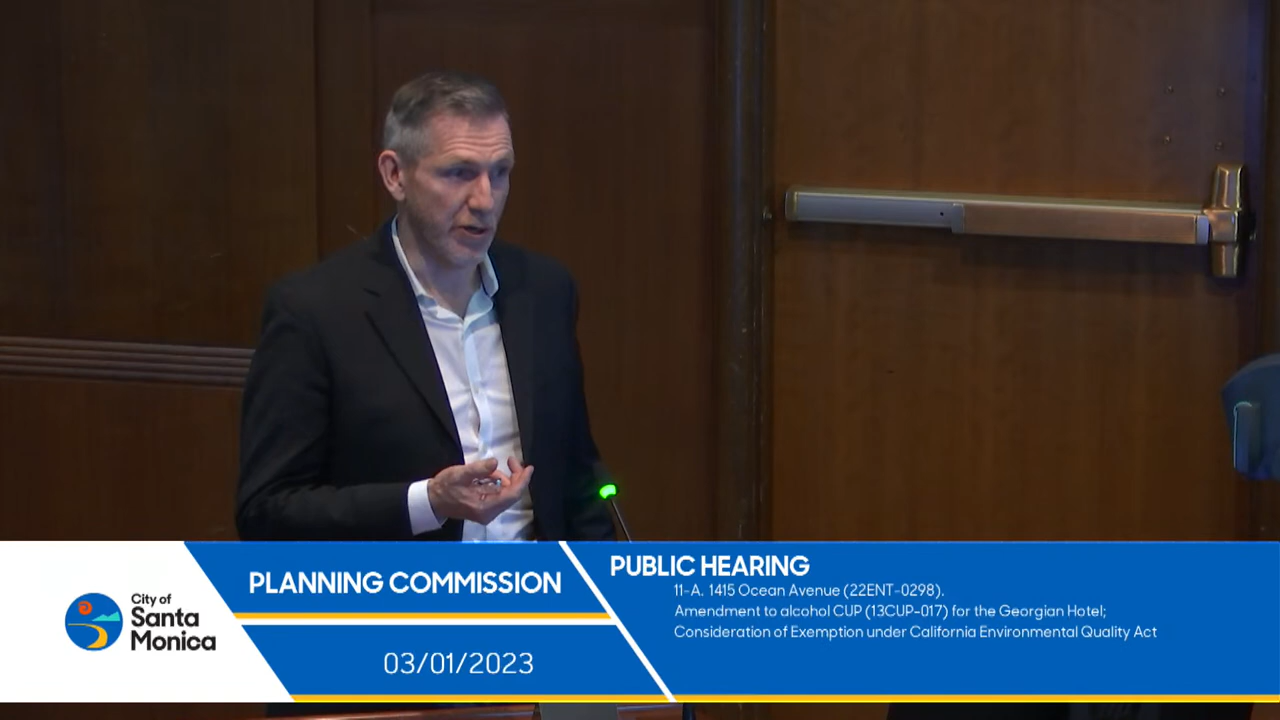 City of
Santa
Monica
PLANNING COMMISSION
03/01/2023
PUBLIC HEARING
11-A. 1415 Ocean Avenue (22ENT-0298).
Amendment to alcohol CUP (13CUP-017) for the Georgian Hotel;
Consideration of Exemption under California Environmental Quality Act